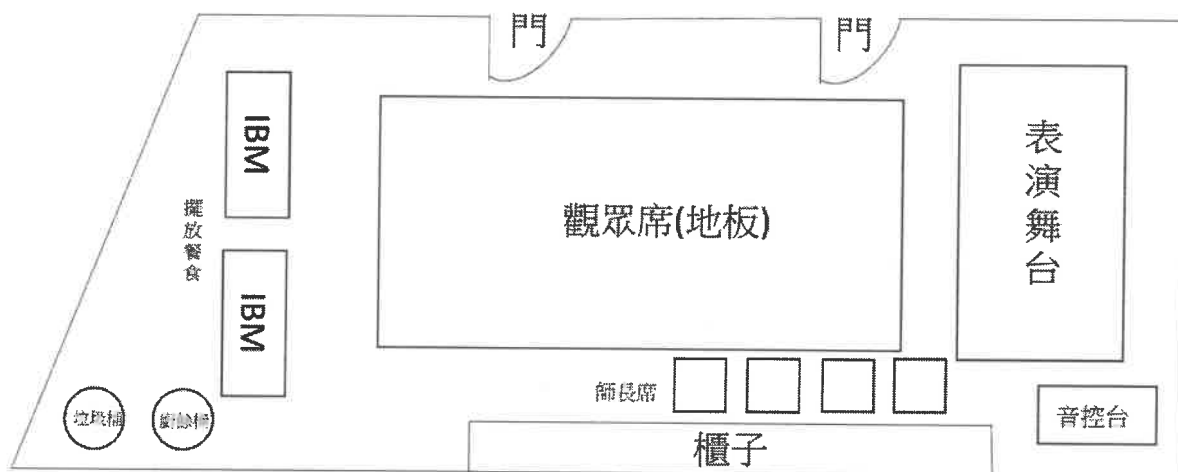 門
門
IBM
擺放餐食
IBM
觀眾席(地板)
表演舞台
師長席
音控台
垃圾桶
廚餘桶
櫃子